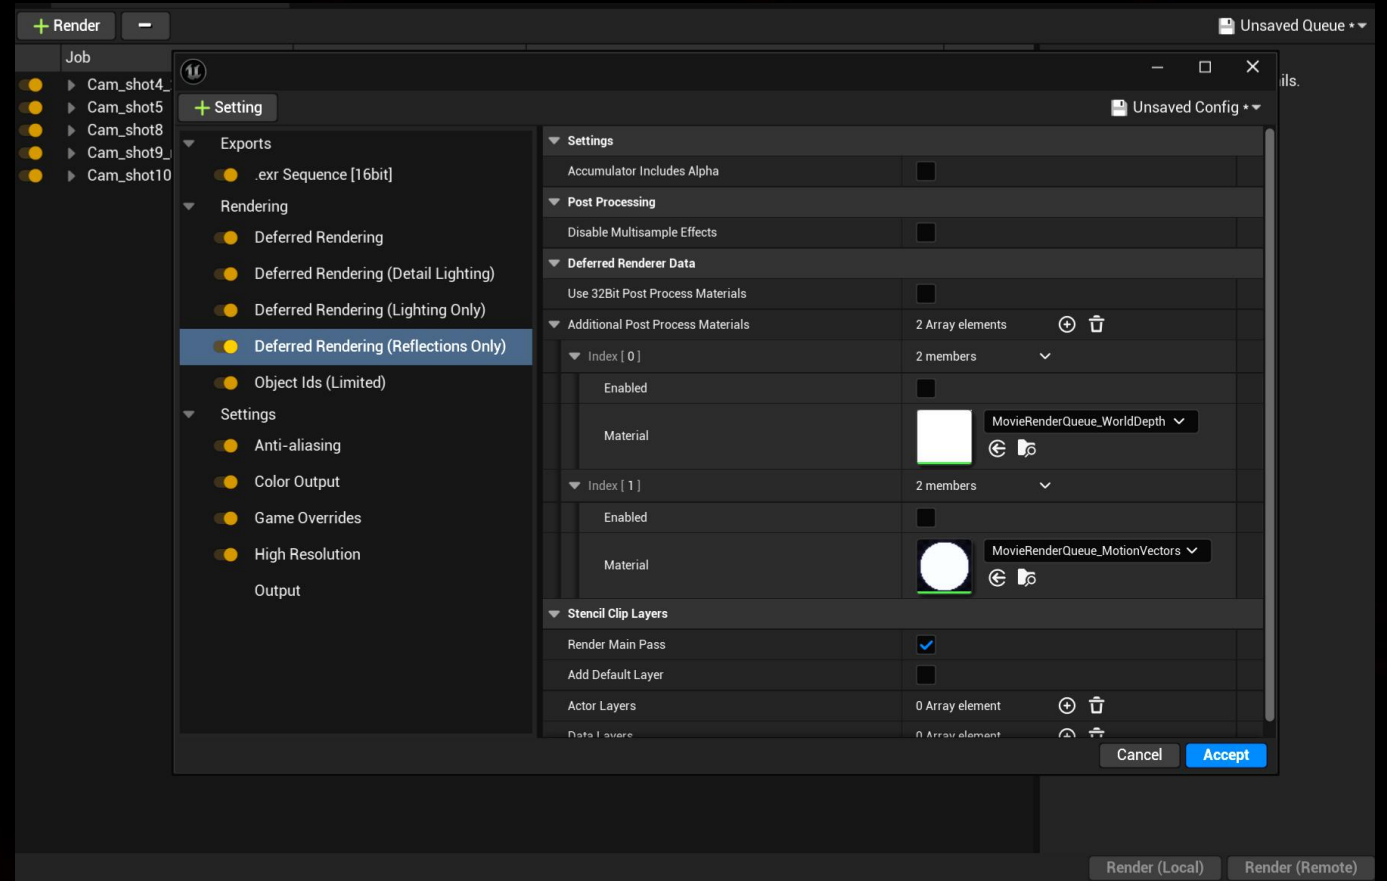 + Render
Unsaved Queue *
Job
Cam_shot4_
ils.
Cam_shot5
Cam_shot8
Cam_shot9_
Cam_shot10
+ Setting
Unsaved Config *
Exports
.exr Sequence [16bit]
Rendering
Deferred Rendering
Deferred Rendering (Detail Lighting)
Deferred Rendering (Lighting Only)
Deferred Rendering (Reflections Only)
Object Ids (Limited)
Settings
Anti-aliasing
Color Output
Game Overrides
High Resolution
Output
Settings
Accumulator Includes Alpha
Post Processing
Disable Multisample Effects
Deferred Renderer Data
Use 32Bit Post Process Materials
Additional Post Process Materials 2 Array elements
Index [ 0 ] 2 members
Enabled
Material MovieRenderQueue_WorldDepth
Index [ 1 ] 2 members
Enabled
Material MovieRenderQueue_MotionVectors
Stencil Clip Layers
Render Main Pass
Add Default Layer
Actor Layers 0 Array element
Data Layers 0 Array element
Cancel Accept
Render (Local) Render (Remote)